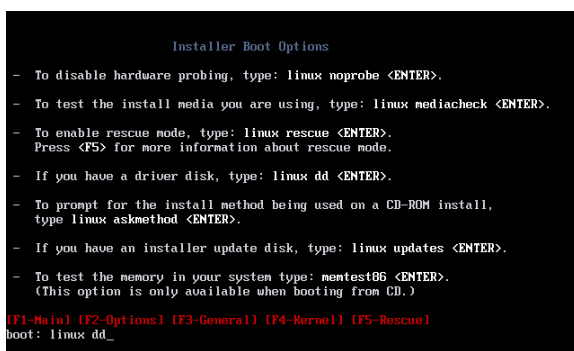 Installer Boot Options
- To disable hardware probing, type: linux noprobe <ENTER>.
- To test the install media you are using, type: linux mediacheck <ENTER>.
- To enable rescue mode, type: linux rescue <ENTER>.
Press <F5> for more information about rescue mode.
- If you have a driver disk, type: linux dd <ENTER>.
- To prompt for the install method being used on a CD-ROM install,
type linux askmethod <ENTER>.
- If you have an installer update disk, type: linux updates <ENTER>.
- To test the memory in your system type: memtest86 <ENTER>.
(This option is only available when booting from CD.)
[F1-Main] [F2-Options] [F3-General] [F4-Kernel] [F5-Rescue]
boot: linux dd_